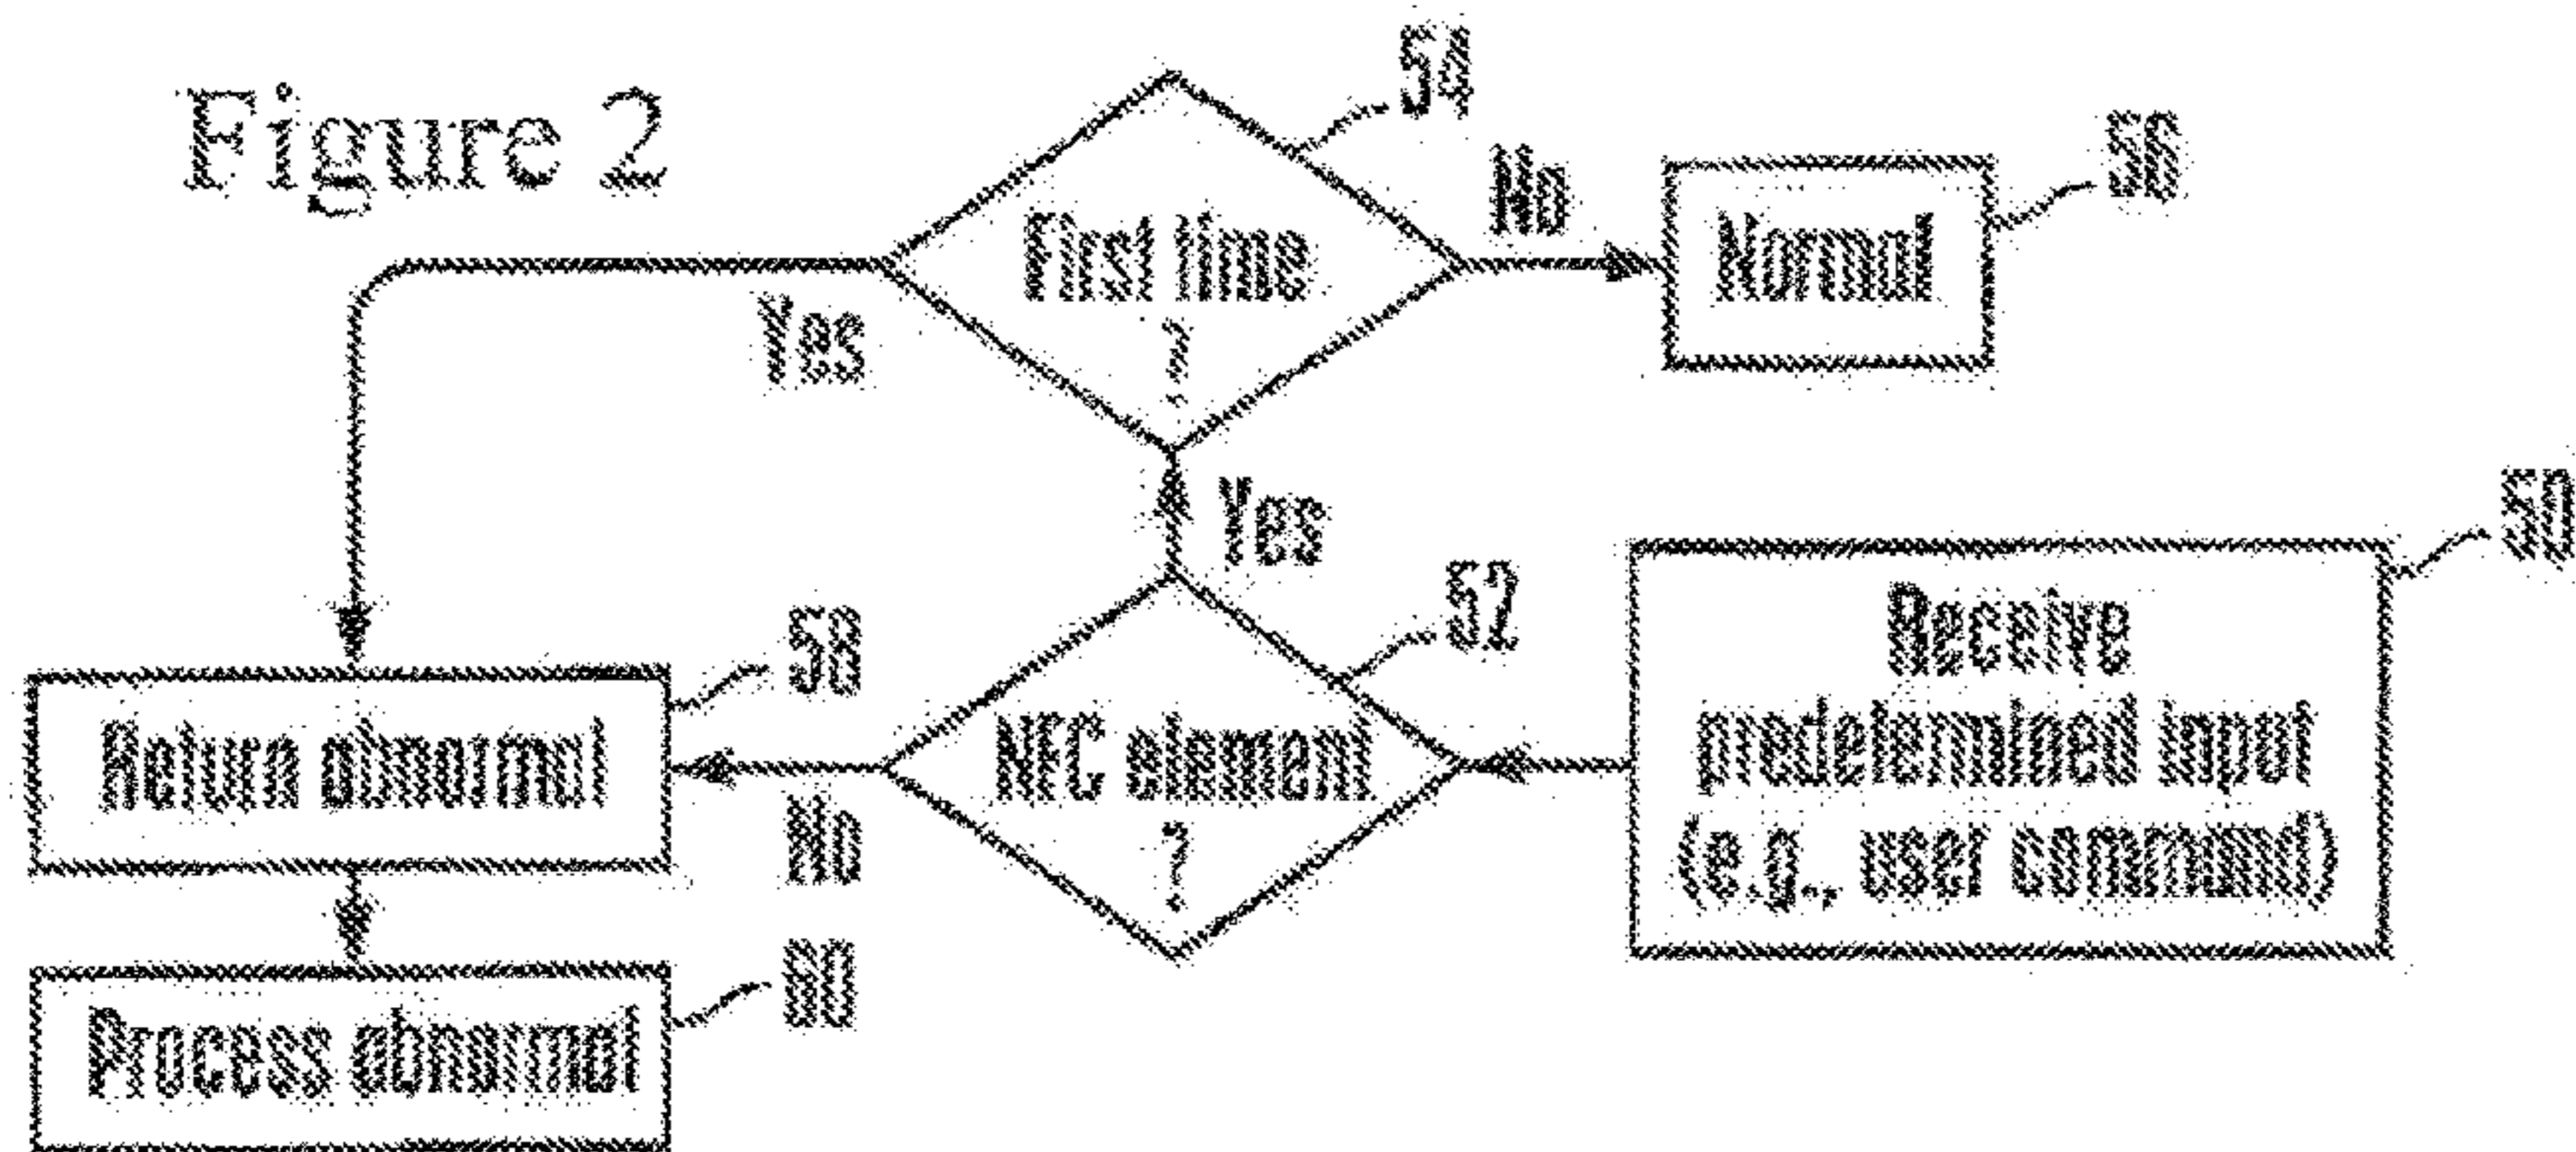 Figure 2
54
First time
?
No
Normal
56
Yes
Yes
50
Receive
predetermined input
(e.g., user command)
52
NFC element
?
No
58
Return abnormal
60
Process abnormal